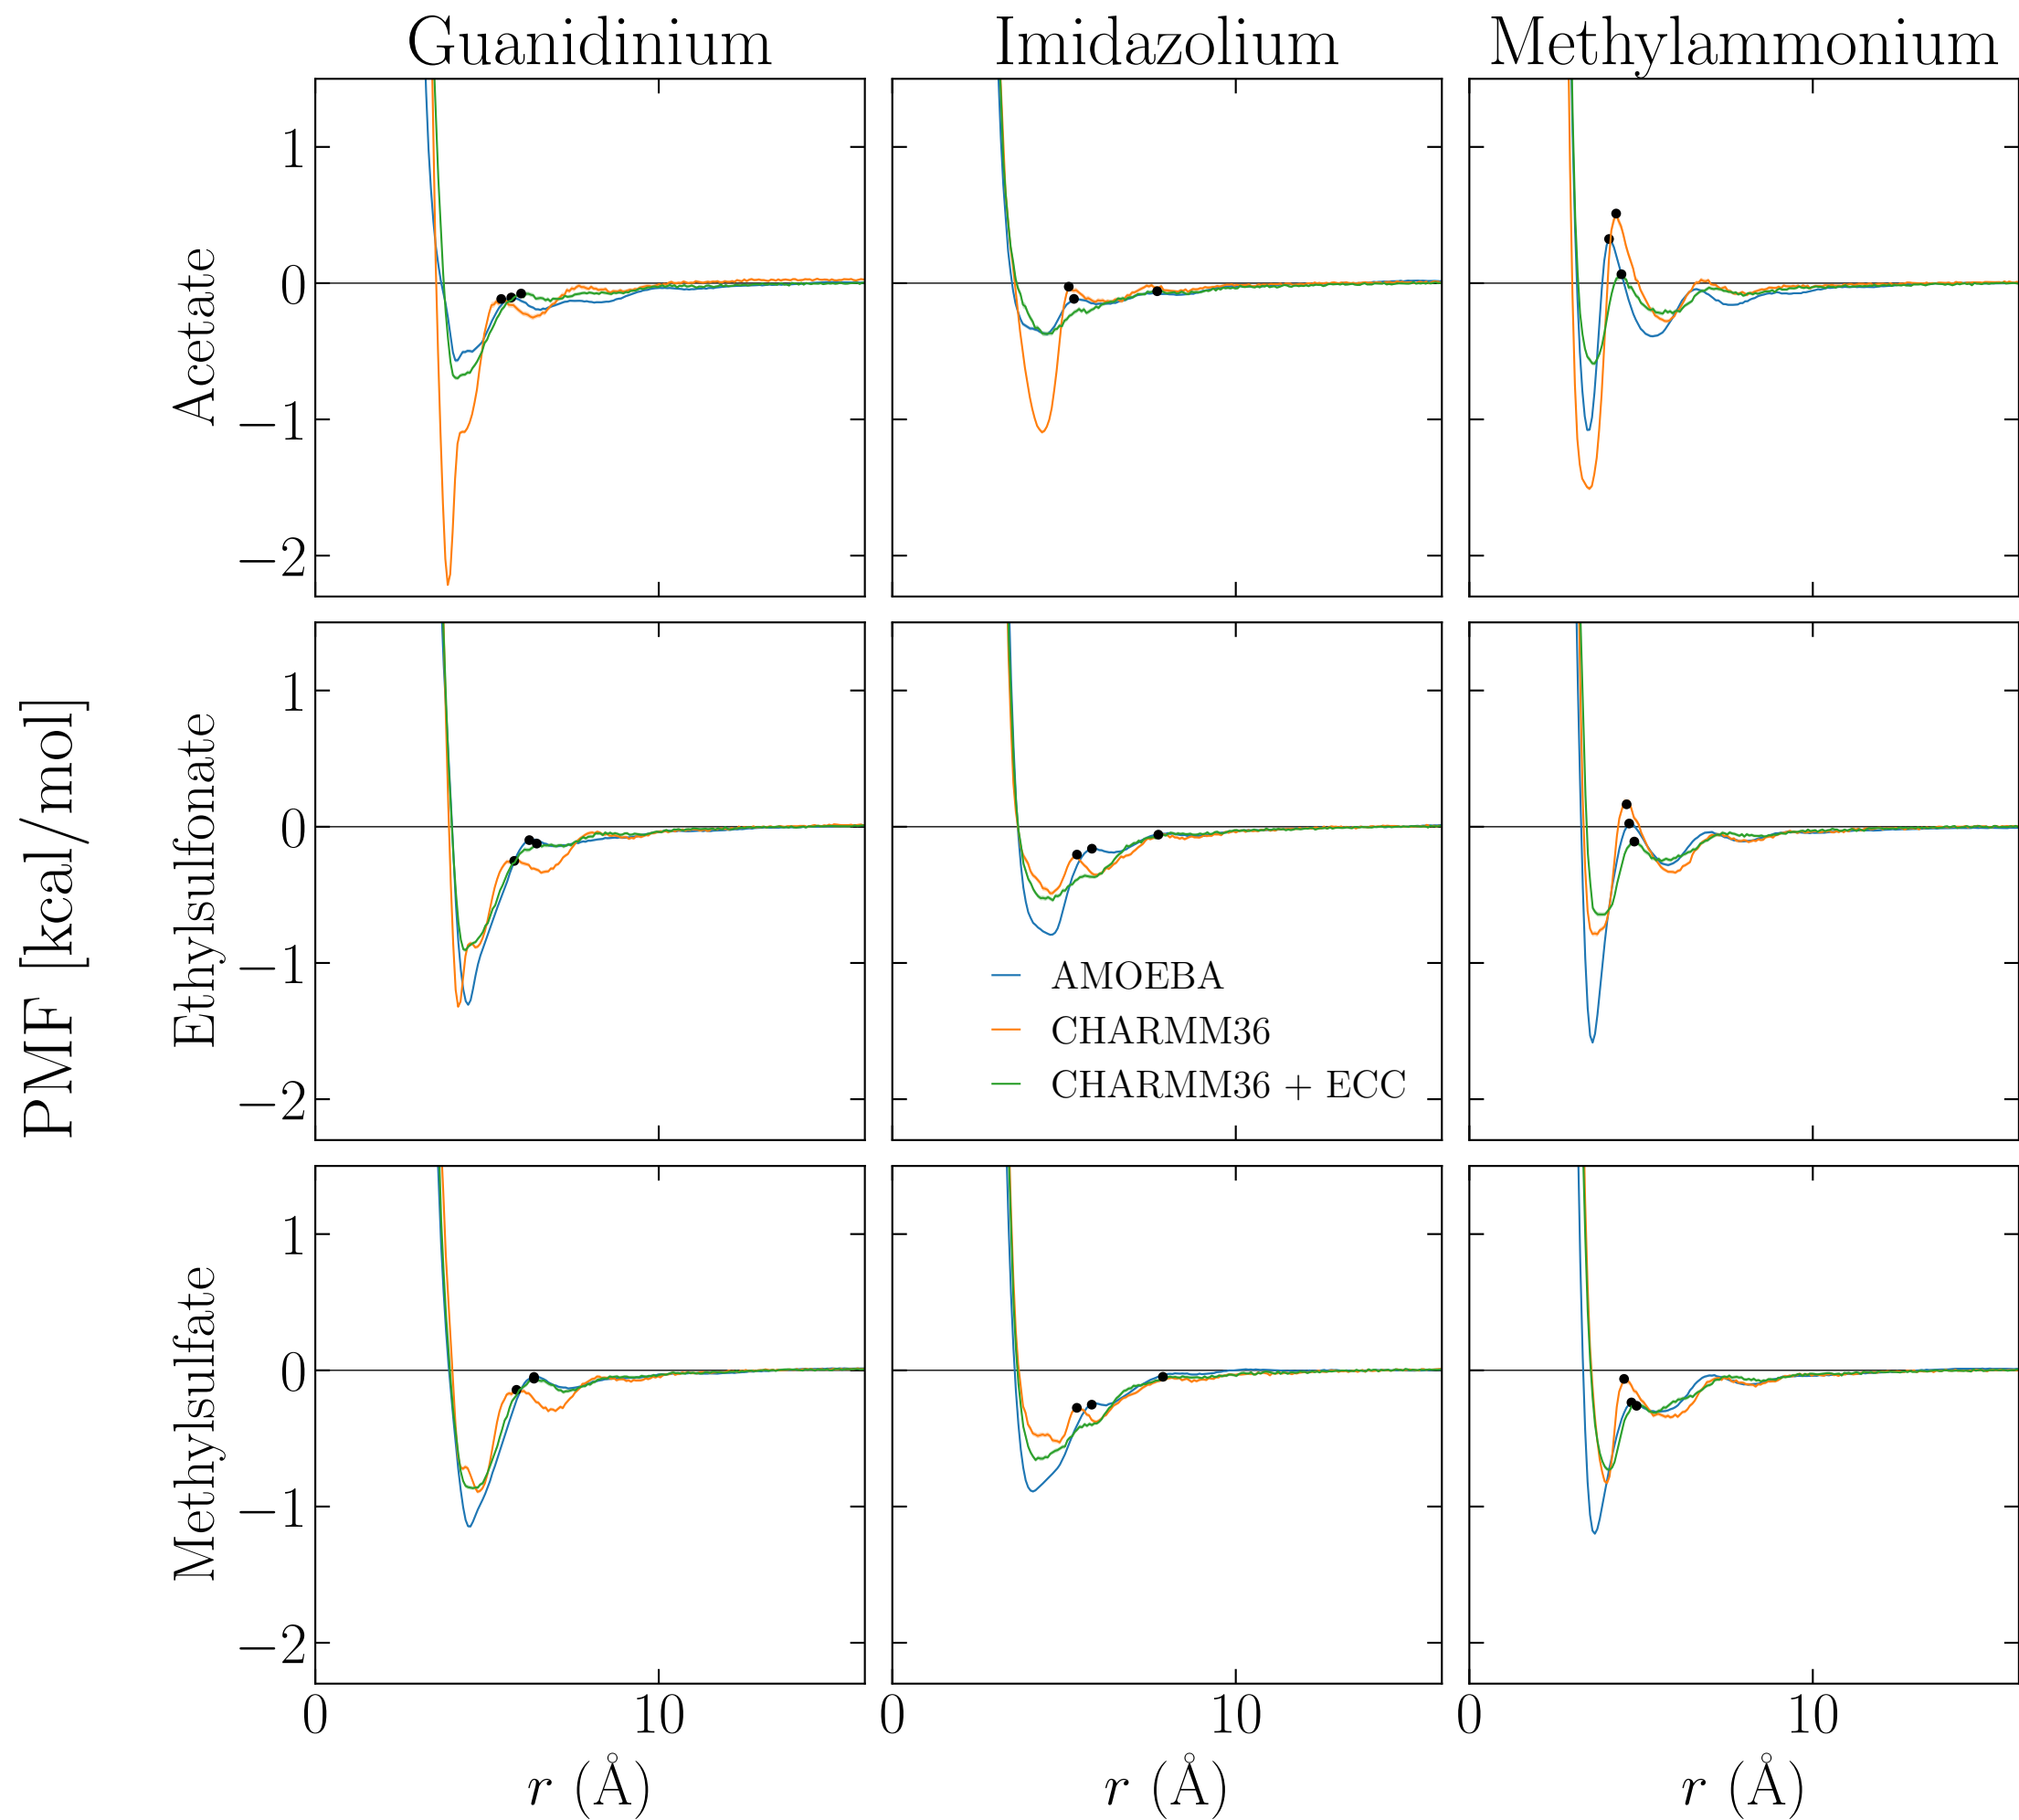 Guanidinium Imidazolium Methylammonium
PMF [kcal/mol]
Acetate
1
0
−1
−2
Ethylsulfonate
1
0
−1
−2
AMOEBA
CHARMM36
CHARMM36 + ECC
Methylsulfate
1
0
−1
−2
0 10 0 10 0 10
r (Å) r (Å) r (Å)